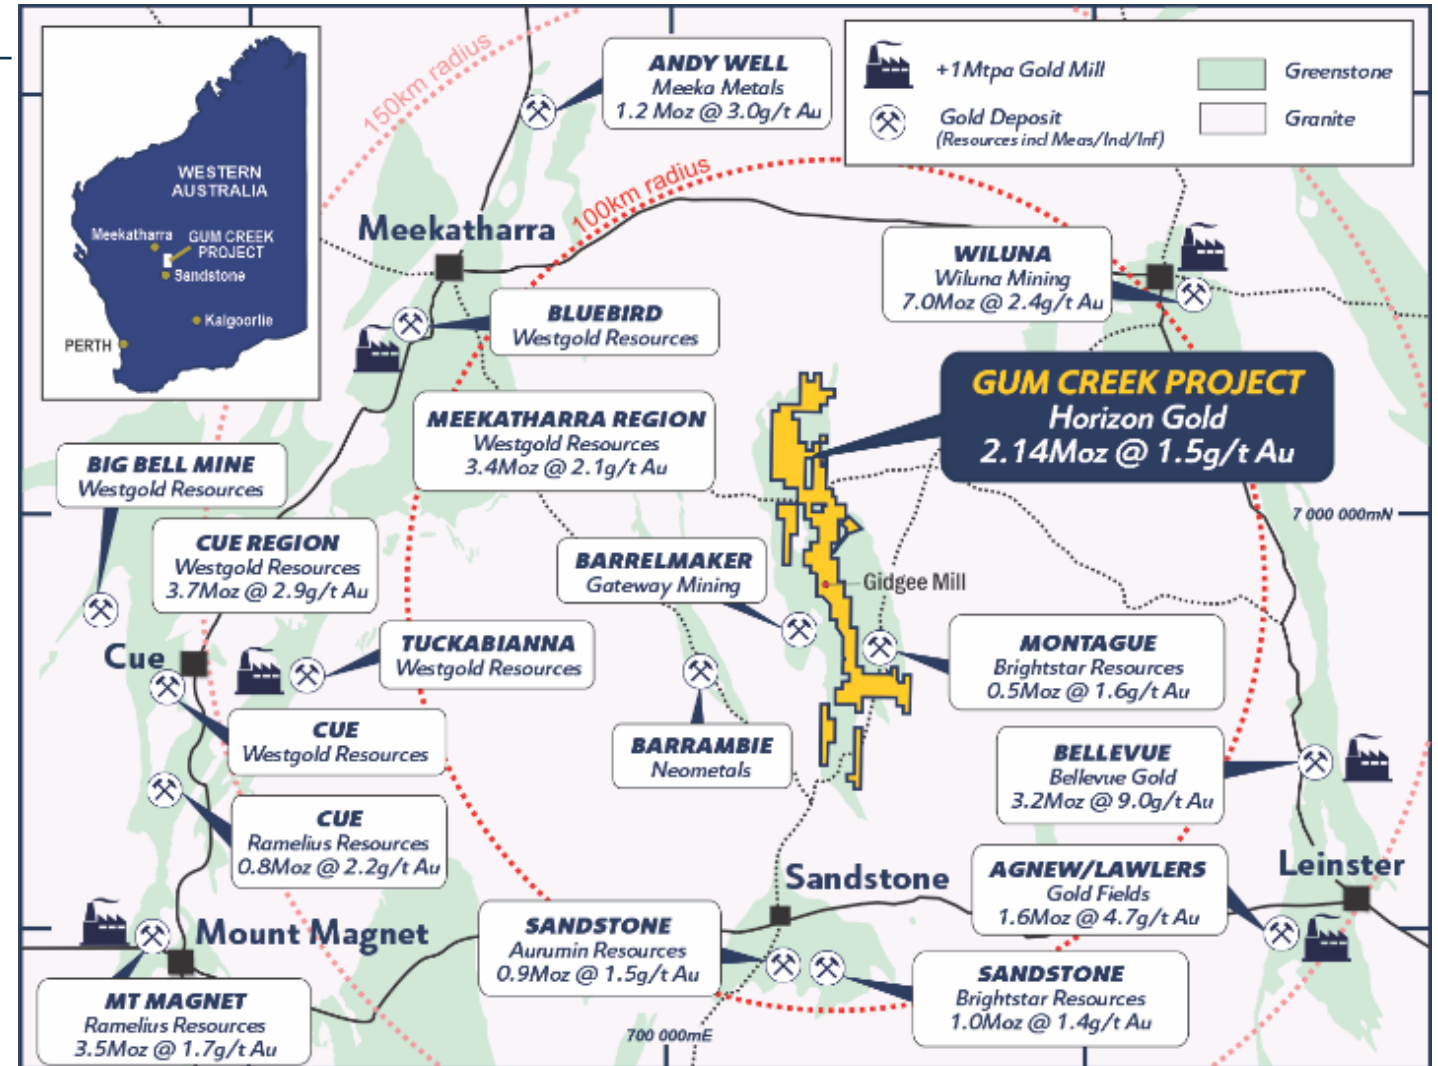 150km radius
ANDY WELL
Meeka Metals
1.2 Moz @ 3.0g/t Au
+1Mtpa Gold Mill
Gold Deposit
(Resources incl Meas/Ind/Inf)
Greenstone
Granite
WESTERN
AUSTRALIA
Meekatharra
GUM CREEK
PROJECT
Sandstone
Kalgoorlie
PERTH
100km radius
Meekatharra
WILUNA
Wiluna Mining
7.0Moz @ 2.4g/t Au
BLUEBIRD
Westgold Resources
GUM CREEK PROJECT
Horizon Gold
2.14Moz @ 1.5g/t Au
MEEKATHARRA REGION
Westgold Resources
3.4Moz @ 2.1g/t Au
BIG BELL MINE
Westgold Resources
7 000 000mN
CUE REGION
Westgold Resources
3.7Moz @ 2.9g/t Au
BARRELMAKER
Gateway Mining
Gidgee Mill
Cue
TUCKABIANNA
Westgold Resources
MONTAGUE
Brightstar Resources
0.5Moz @ 1.6g/t Au
CUE
Westgold Resources
BARRAMBIE
Neometals
BELLEVUE
Bellevue Gold
3.2Moz @ 9.0g/t Au
CUE
Ramelius Resources
0.8Moz @ 2.2g/t Au
Sandstone
AGNEW/LAWLERS
Gold Fields
1.6Moz @ 4.7g/t Au
Leinster
Mount Magnet
SANDSTONE
Aurumin Resources
0.9Moz @ 1.5g/t Au
SANDSTONE
Brightstar Resources
1.0Moz @ 1.4g/t Au
MT MAGNET
Ramelius Resources
3.5Moz @ 1.7g/t Au
700 000mE